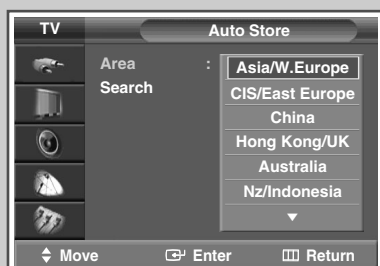 TV Auto Store
Area : Asia/W.Europe
Search
CIS/East Europe
China
Hong Kong/UK
Australia
Nz/Indonesia
Move Enter Return